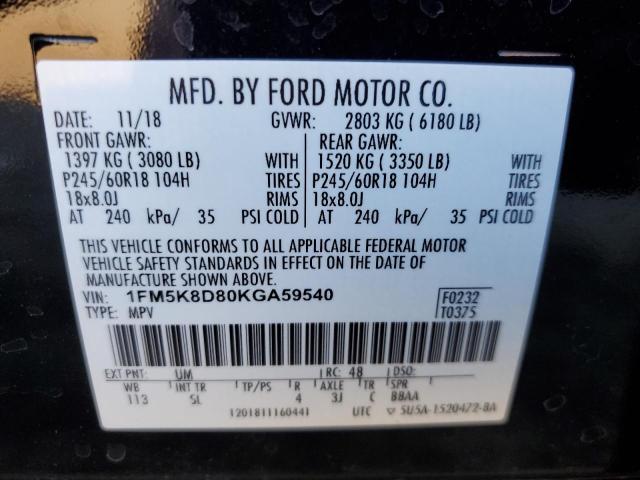 MFD. BY FORD MOTOR CO.
DATE: 11/18 GVWR: 2803 KG ( 6180 LB)
FRONT GAWR: REAR GAWR:
1397 KG ( 3080 LB) WITH 1520 KG ( 3350 LB) WITH
P245/60R18 104H TIRES P245/60R18 104H TIRES
18x8.0J RIMS 18x8.0J RIMS
AT 240 kPa/ 35 PSI COLD AT 240 kPa/ 35 PSI COLD
THIS VEHICLE CONFORMS TO ALL APPLICABLE FEDERAL MOTOR
VEHICLE SAFETY STANDARDS IN EFFECT ON THE DATE OF
MANUFACTURE SHOWN ABOVE.
VIN: 1FM5K8D80KGA59540 F0232
TYPE: MPV T0375
EXT PNT: UM RC: 48 DSO:
WB INT TR TP/PS R AXLE TR SPR
113 SL 4 3J C BBAA
1201811160441 UTC ▽ 5U5A-1520472-BA